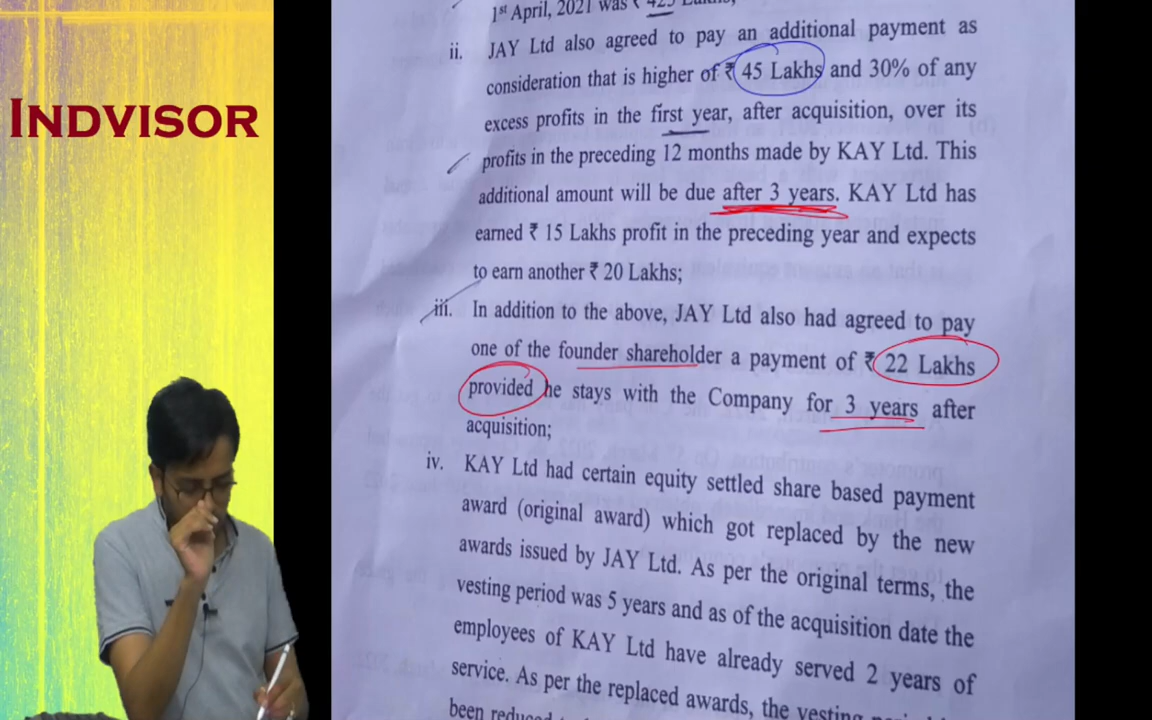 INDVISOR
1st April, 2021 was ₹ 425 Lakhs;
ii. JAY Ltd also agreed to pay an additional payment as
consideration that is higher of ₹ 45 Lakhs and 30% of any
excess profits in the first year, after acquisition, over its
profits in the preceding 12 months made by KAY Ltd. This
additional amount will be due after 3 years. KAY Ltd has
earned ₹ 15 Lakhs profit in the preceding year and expects
to earn another ₹ 20 Lakhs;
iii. In addition to the above, JAY Ltd also had agreed to pay
one of the founder shareholder a payment of ₹ 22 Lakhs
provided he stays with the Company for 3 years after
acquisition;
iv. KAY Ltd had certain equity settled share based payment
award (original award) which got replaced by the new
awards issued by JAY Ltd. As per the original terms, the
vesting period was 5 years and as of the acquisition date the
employees of KAY Ltd have already served 2 years of
service. As per the replaced awards, the vesting
been reduced